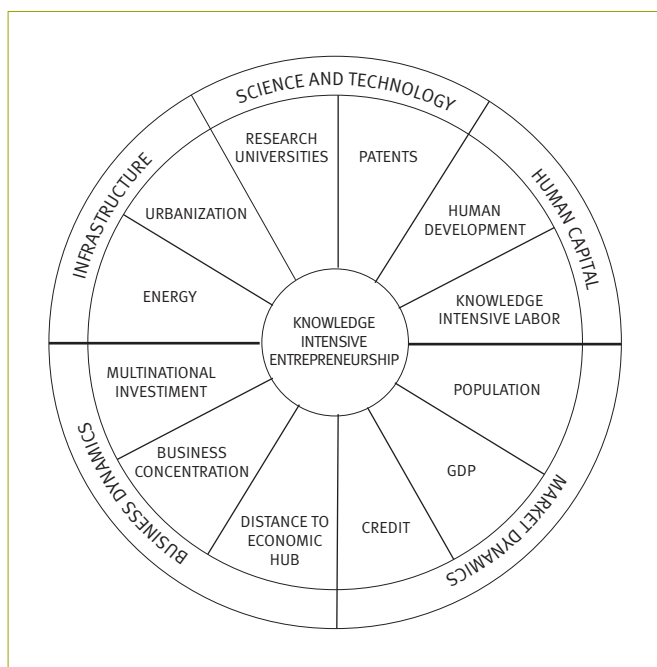 SCIENCE AND TECHNOLOGY
RESEARCH
UNIVERSITIES
PATENTS
HUMAN CAPITAL
HUMAN
DEVELOPMENT
KNOWLEDGE
INTENSIVE LABOR
INFRASTRUCTURE
URBANIZATION
ENERGY
KNOWLEDGE
INTENSIVE
ENTREPRENEURSHIP
MULTINATIONAL
INVESTIMENT
BUSINESS
CONCENTRATION
DISTANCE TO
ECONOMIC
HUB
BUSINESS DYNAMICS
POPULATION
GDP
CREDIT
MARKET DYNAMICS